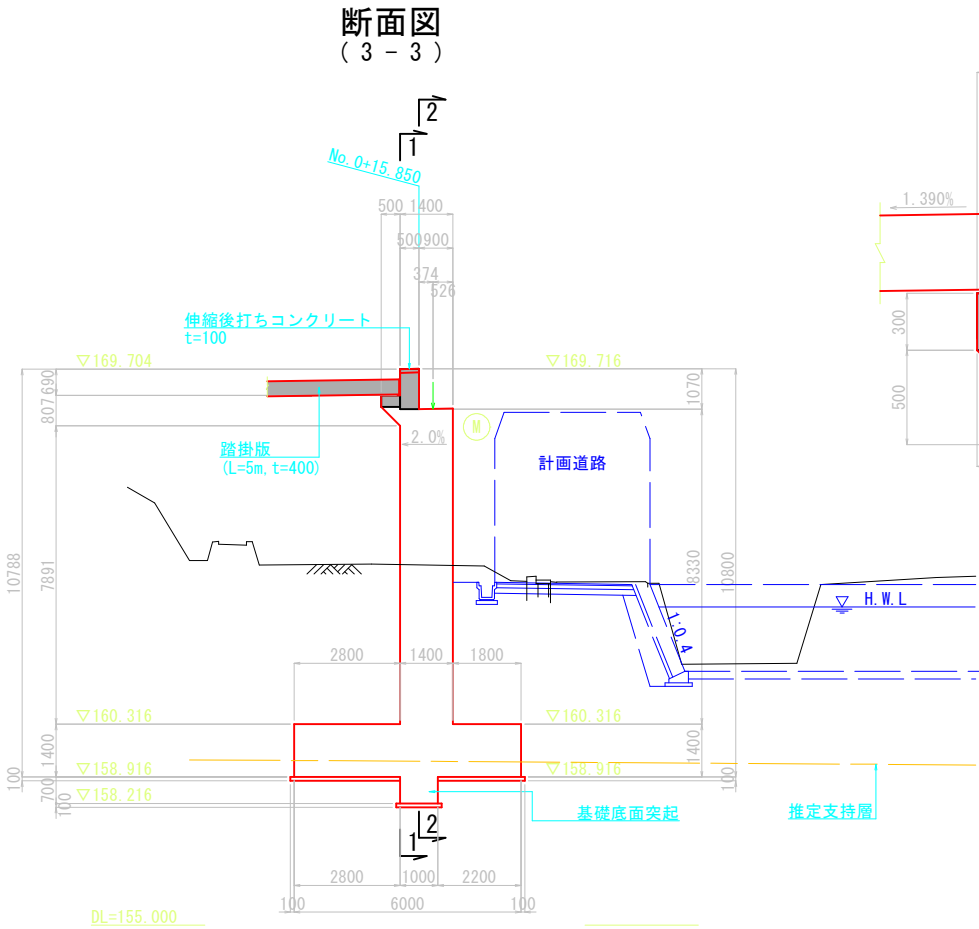 断面図
( 3 - 3 )
2
1
No. 0+15.850
500 1400
500 900
374
526
1.390%
伸縮後打ちコンクリート
t=100
300
500
▽169.704
▽169.716
690
807
1070
踏掛版
(L=5m, t=400)
2.0%
M
計画道路
10788
7891
8330
10800
H.W.L
1:0.4
2800 1400 1800
▽160.316
▽160.316
1400
1400
▽158.916
▽158.916
100
700
▽158.216
100
100
基礎底面突起
推定支持層
2
1
2800 1000 2200
100 6000 100
DL=155.000